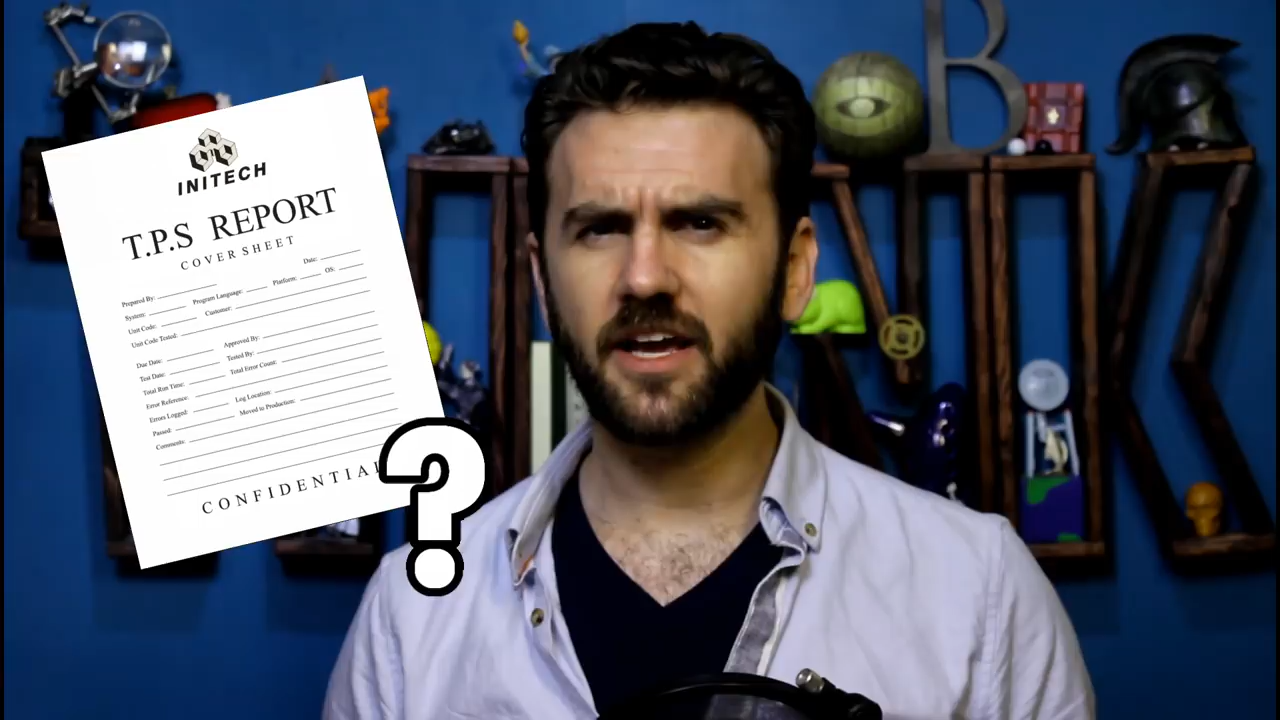 INITECH
T.P.S REPORT
COVER SHEET
Date:
Prepared By:
Program Language: Platform: OS:
System:
Unit Code: Customer:
Unit Code Tested:
Due Date: Approved By:
Test Date: Tested By:
Total Run Time: Total Error Count:
Error Reference:
Errors Logged: Log Location:
Passed: Moved to Production:
Comments:
CONFIDENTIAL
?
B